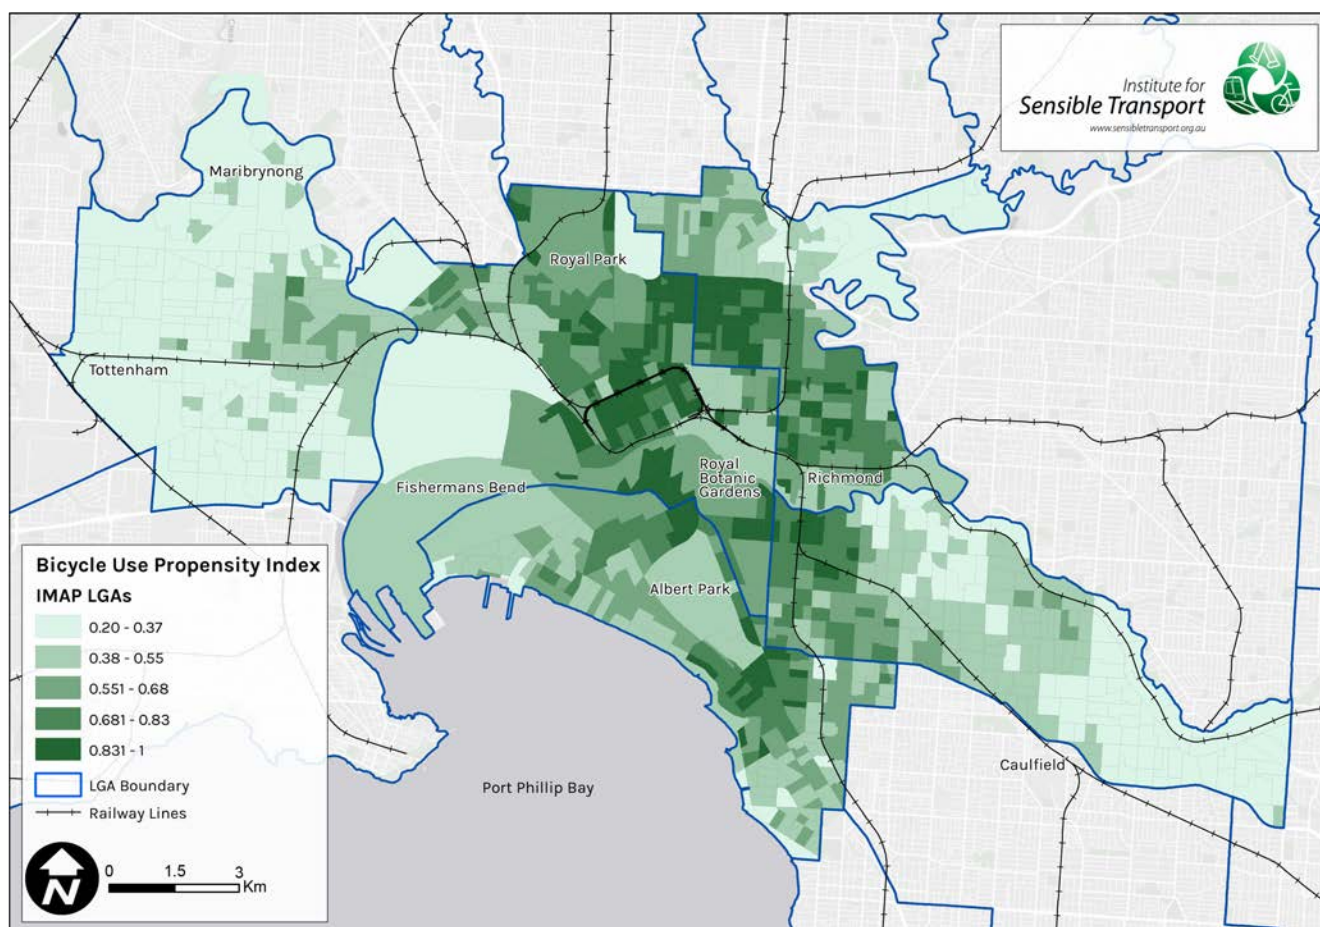 Institute for
Sensible Transport
www.sensibletransport.org.au
Maribrynong
Royal Park
Tottenham
Fishermans Bend
Royal
Botanic
Gardens
Richmond
Albert Park
Caulfield
Port Phillip Bay
Bicycle Use Propensity Index
IMAP LGAs
0.20 - 0.37
0.38 - 0.55
0.551 - 0.68
0.681 - 0.83
0.831 - 1
LGA Boundary
Railway Lines
N
0 1.5 3
Km